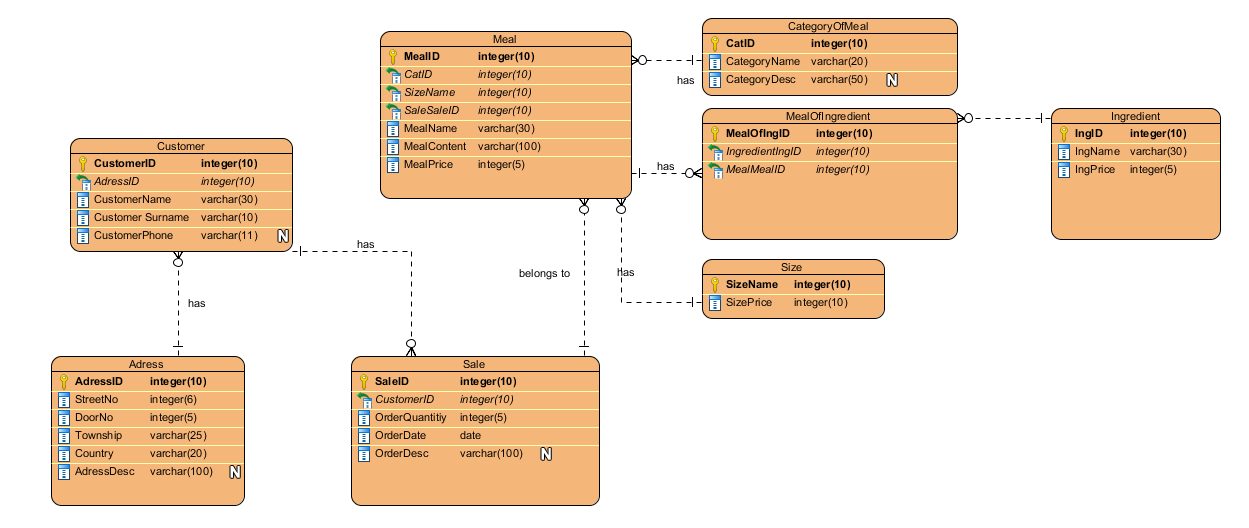 Meal
MealID integer(10)
CatID integer(10)
SizeName integer(10)
SaleSaleID integer(10)
MealName varchar(30)
MealContent varchar(100)
MealPrice integer(5)
has
CategoryOfMeal
CatID integer(10)
CategoryName varchar(20)
CategoryDesc varchar(50) N
has
MealOfIngredient
MealOfIngID integer(10)
IngredientIngID integer(10)
MealMealID integer(10)
Ingredient
IngID integer(10)
IngName varchar(30)
IngPrice integer(5)
Customer
CustomerID integer(10)
AdressID integer(10)
CustomerName varchar(30)
Customer Surname varchar(10)
CustomerPhone varchar(11) N
has
belongs to
has
Size
SizeName integer(10)
SizePrice integer(10)
has
Adress
AdressID integer(10)
StreetNo integer(6)
DoorNo integer(5)
Township varchar(25)
Country varchar(20)
AdressDesc varchar(100) N
Sale
SaleID integer(10)
CustomerID integer(10)
OrderQuantitiy integer(5)
OrderDate date
OrderDesc varchar(100) N